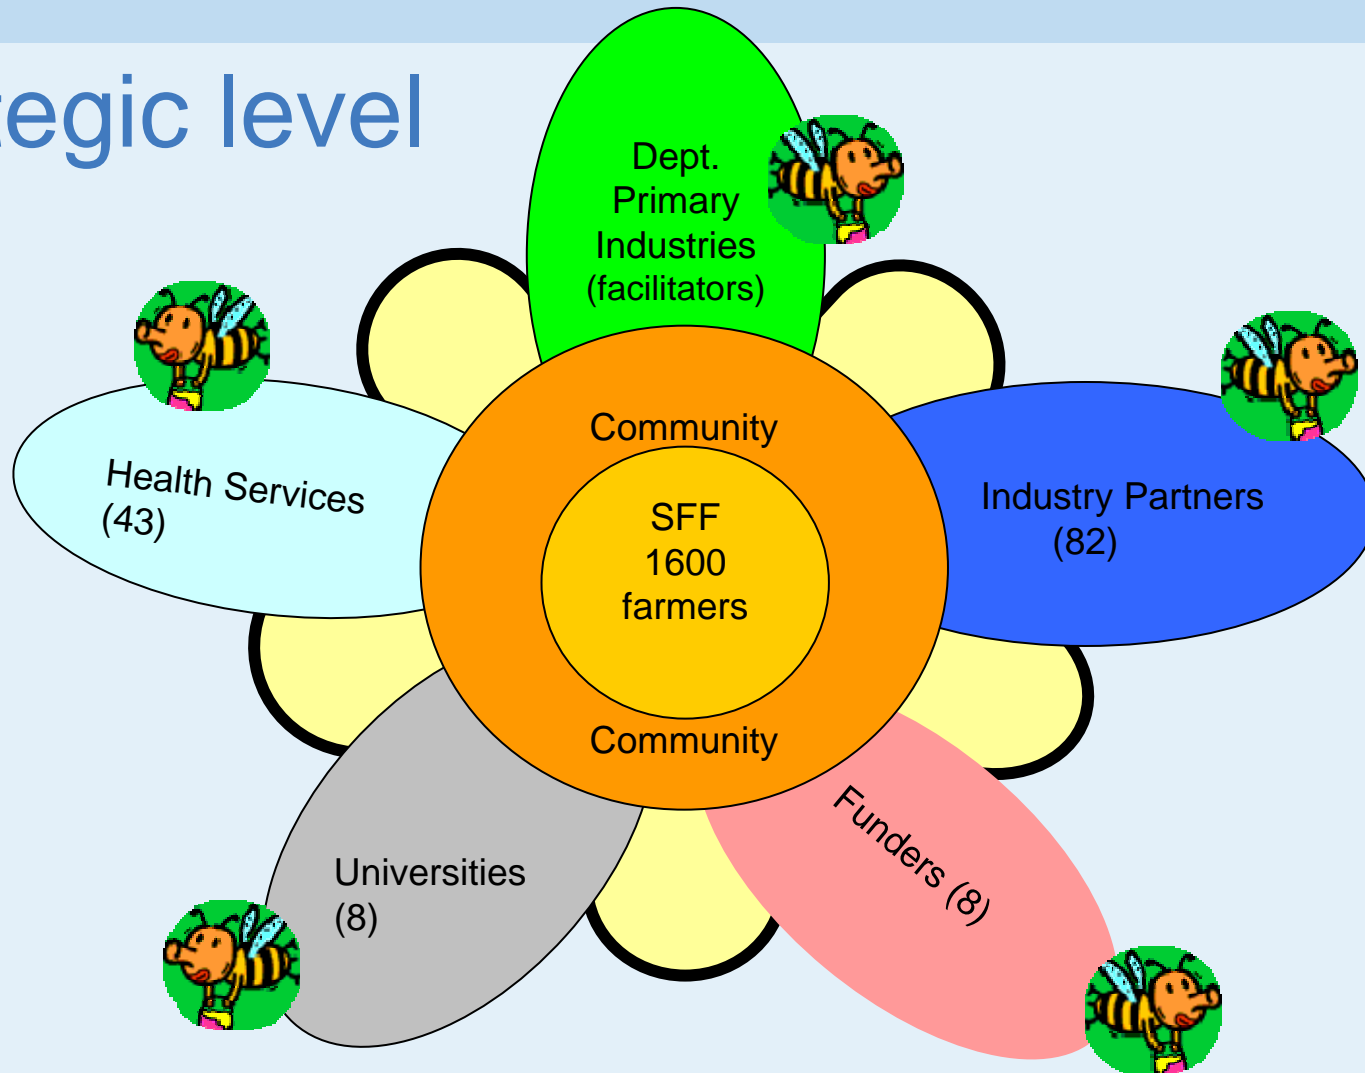 tegic level
Dept.
Primary
Industries
(facilitators)
Health Services
(43)
Community
SFF
1600
farmers
Community
Industry Partners
(82)
Universities
(8)
Funders (8)